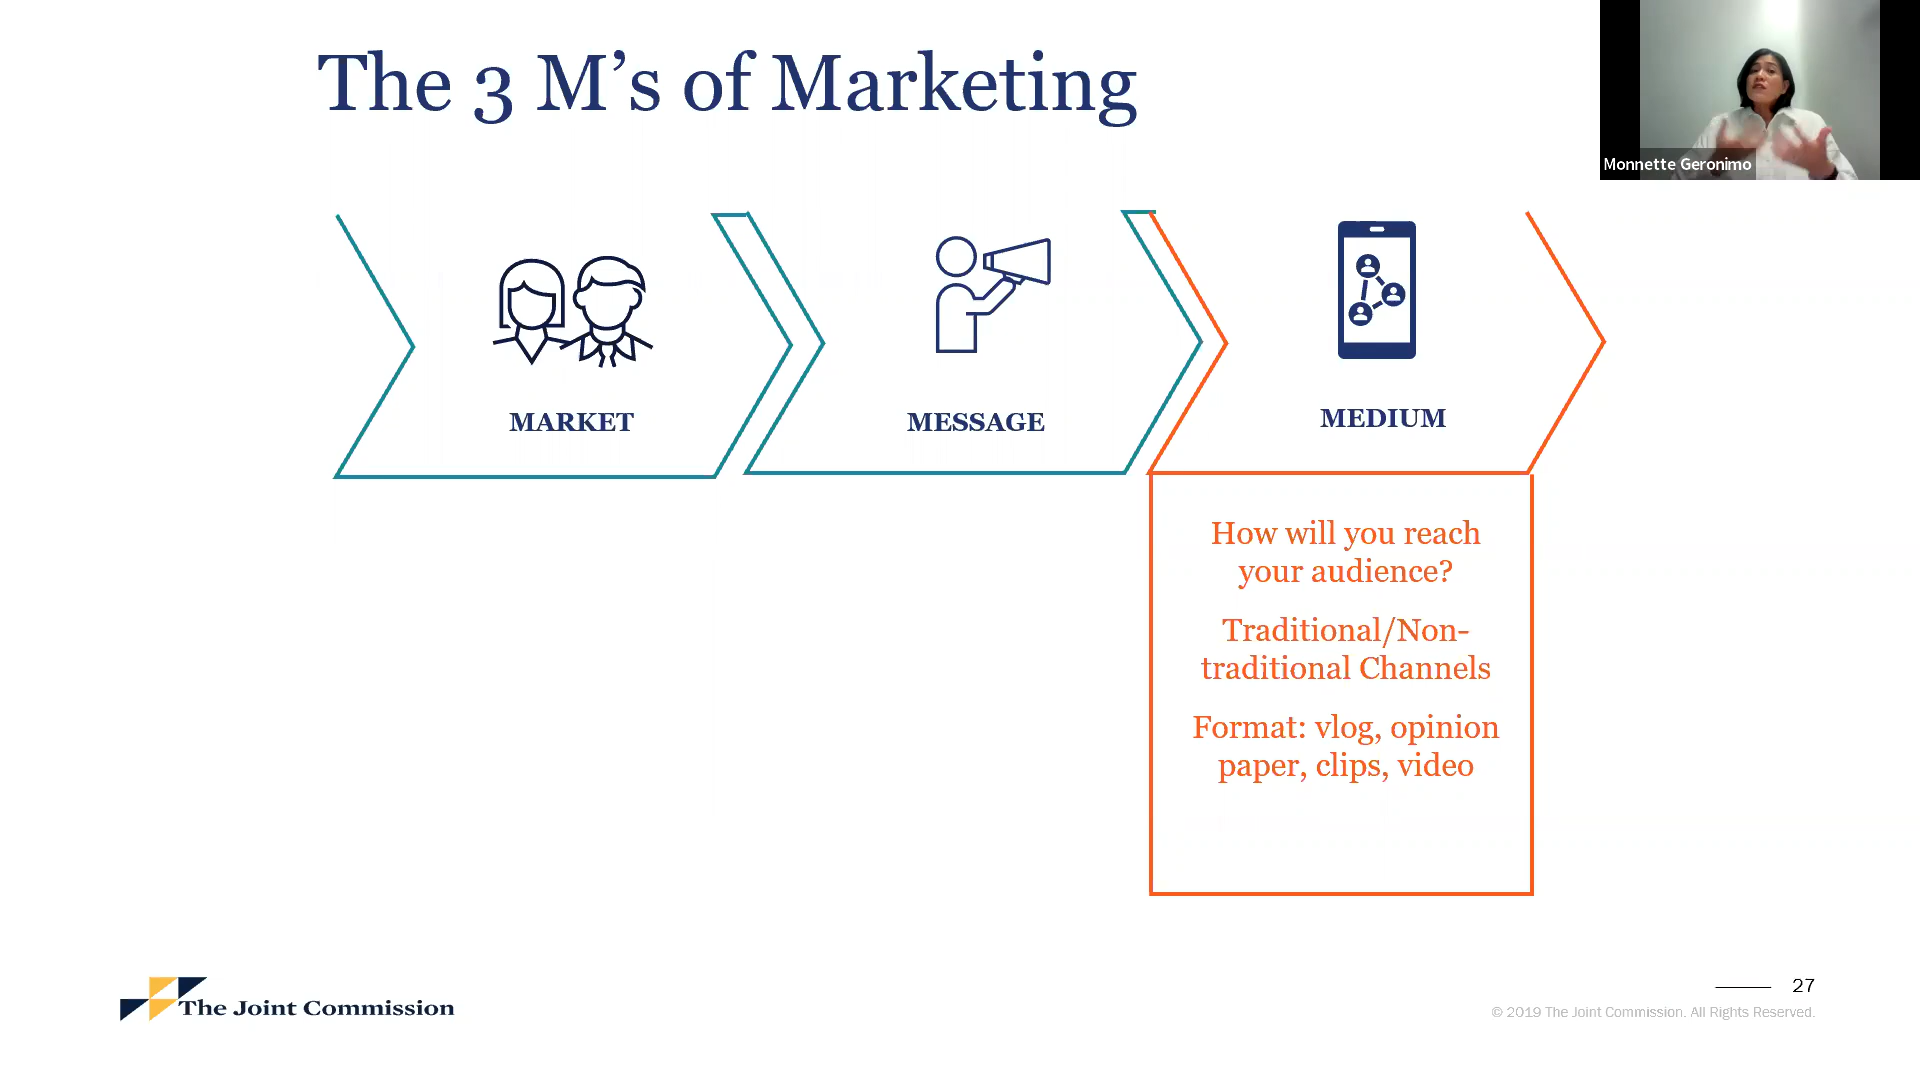 The 3 M’s of Marketing
Monnette Geronimo
MARKET
MESSAGE
MEDIUM
How will you reach
your audience?
Traditional/Non-
traditional Channels
Format: vlog, opinion
paper, clips, video
The Joint Commission
27
© 2019 The Joint Commission. All Rights Reserved.